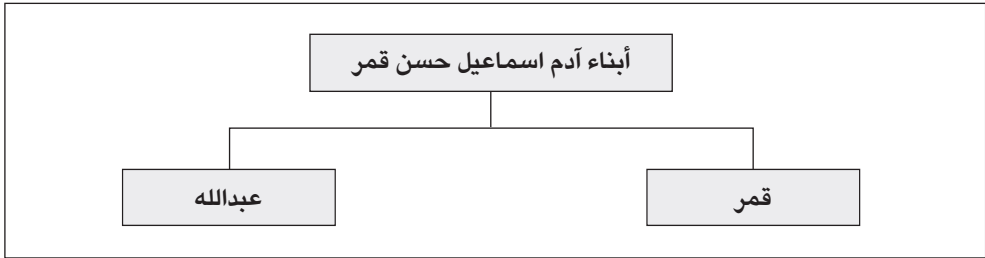 أبناء آدم اسماعيل حسن قمر
قمر
عبدالله